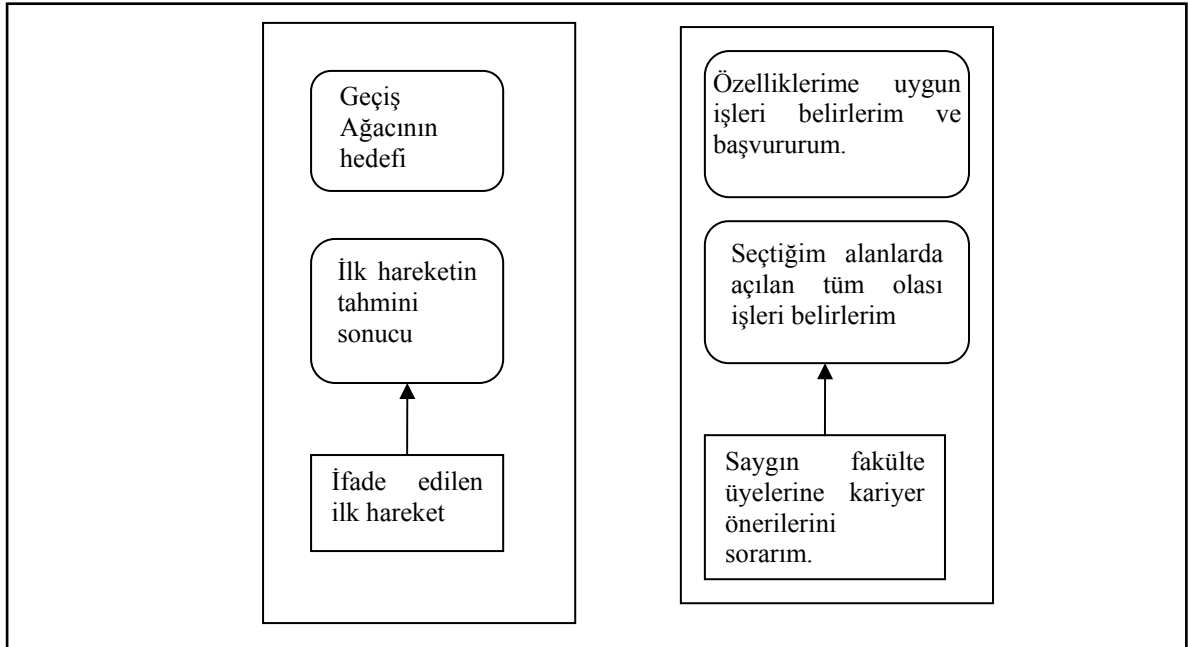 Geçiş
Ağacının
hedefi
İlk hareketin
tahmini
sonucu
İfade edilen
ilk hareket
Özelliklerime uygun
işleri belirlerim ve
başvururum.
Seçtiğim alanlarda
açılan tüm olası
işleri belirlerim
Saygın fakülte
üyelerine kariyer
önerilerini
sorarım.